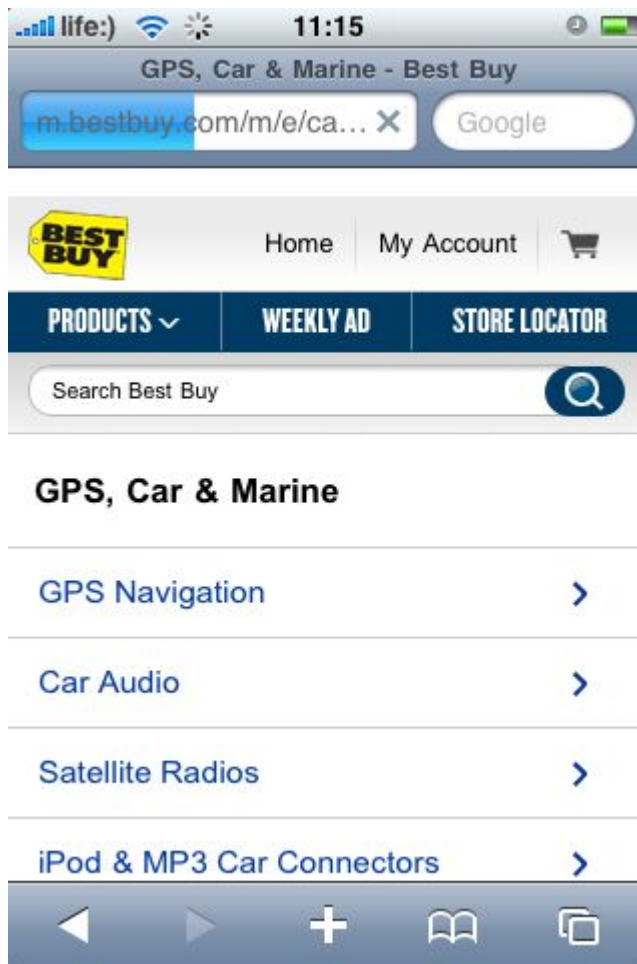 life:) 11:15
GPS, Car & Marine - Best Buy
m.bestbuy.com/m/e/ca... Google
BEST BUY Home My Account
PRODUCTS WEEKLY AD STORE LOCATOR
Search Best Buy
GPS, Car & Marine
GPS Navigation
Car Audio
Satellite Radios
iPod & MP3 Car Connectors